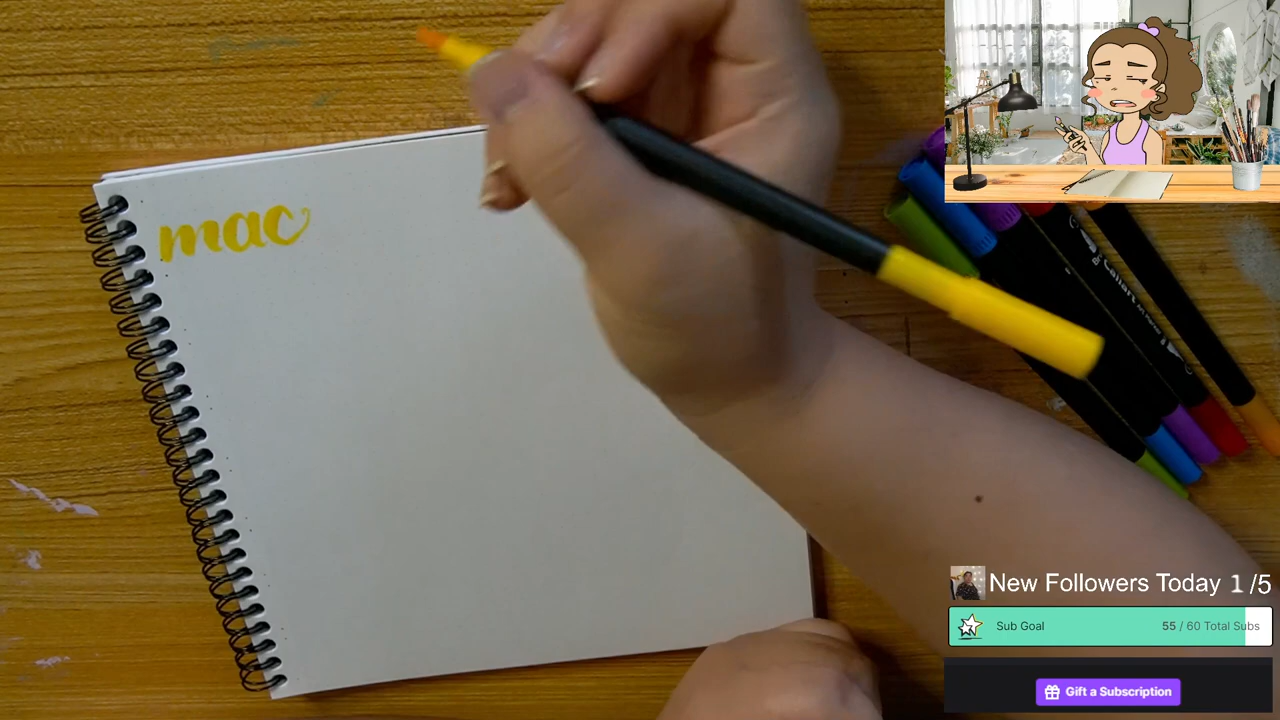 mac
New Followers Today 1 /5
Sub Goal 55 / 60 Total Subs
Gift a Subscription